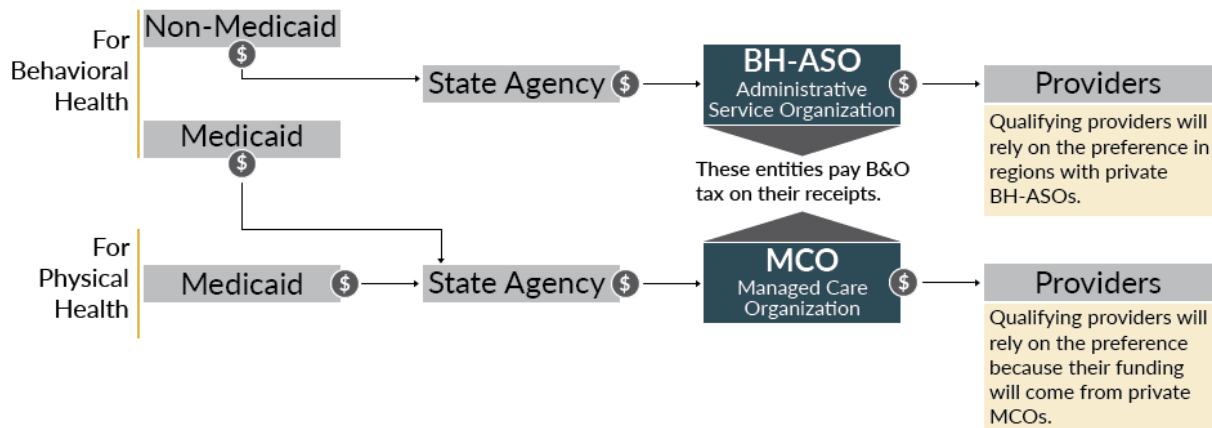 For
Behavioral
Health
Non-Medicaid
$
State Agency $
BH-ASO
Administrative
Service Organization
$
Providers
Qualifying providers will
rely on the preference in
regions with private
BH-ASOs.
Medicaid
$
These entities pay B&O
tax on their receipts.
For
Physical
Health
Medicaid $
State Agency $
MCO
Managed Care
Organization
$
Providers
Qualifying providers will
rely on the preference
because their funding
will come from private
MCOs.